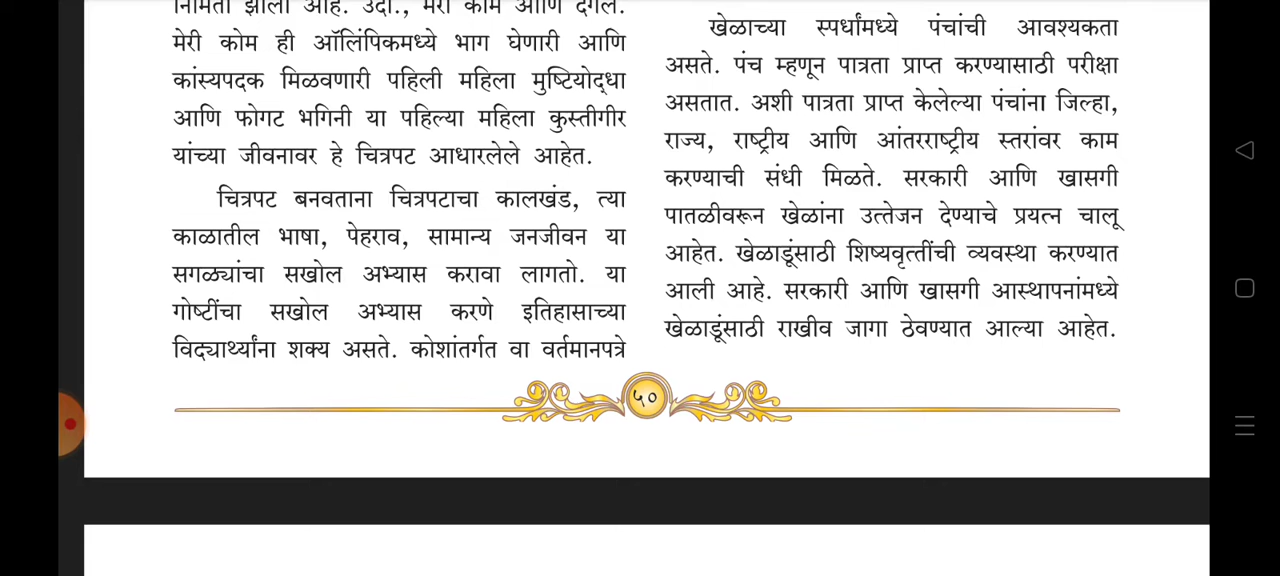 निर्मिती झाली आहे. उदा., मेरी कोम आणि दंगल.
मेरी कोम ही ऑलिंपिकमध्ये भाग घेणारी आणि
कांस्यपदक मिळवणारी पहिली महिला मुष्टियोद्धा
आणि फोगट भगिनी या पहिल्या महिला कुस्तीगीर
यांच्या जीवनावर हे चित्रपट आधारलेले आहेत.
चित्रपट बनवताना चित्रपटाचा कालखंड, त्या
काळातील भाषा, पेहराव, सामान्य जनजीवन या
सगळ्यांचा सखोल अभ्यास करावा लागतो. या
गोष्टींचा सखोल अभ्यास करणे इतिहासाच्या
विद्यार्थ्यांना शक्य असते. कोशांतर्गत वा वर्तमानपत्रे
खेळाच्या स्पर्धांमध्ये पंचांची आवश्यकता
असते. पंच म्हणून पात्रता प्राप्त करण्यासाठी परीक्षा
असतात. अशी पात्रता प्राप्त केलेल्या पंचांना जिल्हा,
राज्य, राष्ट्रीय आणि आंतरराष्ट्रीय स्तरांवर काम
करण्याची संधी मिळते. सरकारी आणि खासगी
पातळीवरून खेळांना उत्तेजन देण्याचे प्रयत्न चालू
आहेत. खेळाडूंसाठी शिष्यवृत्तींची व्यवस्था करण्यात
आली आहे. सरकारी आणि खासगी आस्थापनांमध्ये
खेळाडूंसाठी राखीव जागा ठेवण्यात आल्या आहेत.
५०